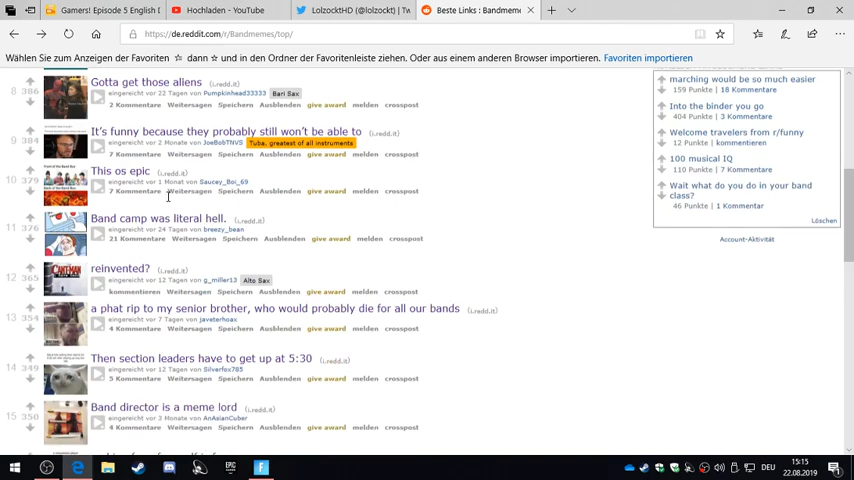 Gamers! Episode 5 English D
Hochladen - YouTube
LolzocktHD (@lolzockt) | Tw
Beste Links : Bandmemes
https://de.reddit.com/r/Bandmemes/top/
Wählen Sie zum Anzeigen der Favoriten ☆ und dann in den Ordner der Favoritenleiste ziehen. Oder aus einem anderen Browser importieren. Favoriten importieren
8 386 Gotta get those aliens (i.redd.it)
eingereicht vor 22 Tagen von Pumpkinhead33333 Bari Sax
2 Kommentare Weitersagen Speichern Ausblenden give award melden crosspost
9 384 It's funny because they probably still won't be able to (i.redd.it)
eingereicht vor 2 Monate von JoeBobTNVS Tuba, greatest of all instruments
7 Kommentare Weitersagen Speichern Ausblenden give award melden crosspost
10 379 This os epic (i.redd.it)
eingereicht vor 1 Monat von Saucey_Boi_69
7 Kommentare Weitersagen Speichern Ausblenden give award melden crosspost
11 376 Band camp was literal hell. (i.redd.it)
eingereicht vor 24 Tagen von breezy_bean
21 Kommentare Weitersagen Speichern Ausblenden give award melden crosspost
12 365 reinvented? (i.redd.it)
eingereicht vor 12 Tagen von g_miller13 Alto Sax
kommentieren Weitersagen Speichern Ausblenden give award melden crosspost
13 354 a phat rip to my senior brother, who would probably die for all our bands (i.redd.it)
eingereicht vor 7 Tagen von javeterhoax
4 Kommentare Weitersagen Speichern Ausblenden give award melden crosspost
14 349 Then section leaders have to get up at 5:30 (i.redd.it)
eingereicht vor 12 Tagen von Silverfox785
5 Kommentare Weitersagen Speichern Ausblenden give award melden crosspost
15 350 Band director is a meme lord (i.redd.it)
eingereicht vor 3 Monate von AnAsianCuber
4 Kommentare Weitersagen Speichern Ausblenden give award melden crosspost
marching would be so much easier
159 Punkte | 18 Kommentare
Into the binder you go
404 Punkte | 3 Kommentare
Welcome travelers from r/funny
12 Punkte | kommentieren
100 musical IQ
110 Punkte | 7 Kommentare
Wait what do you do in your band
class?
46 Punkte | 1 Kommentar
Löschen
Account-Aktivität
EPIC
DEU
15:15
22.08.2019